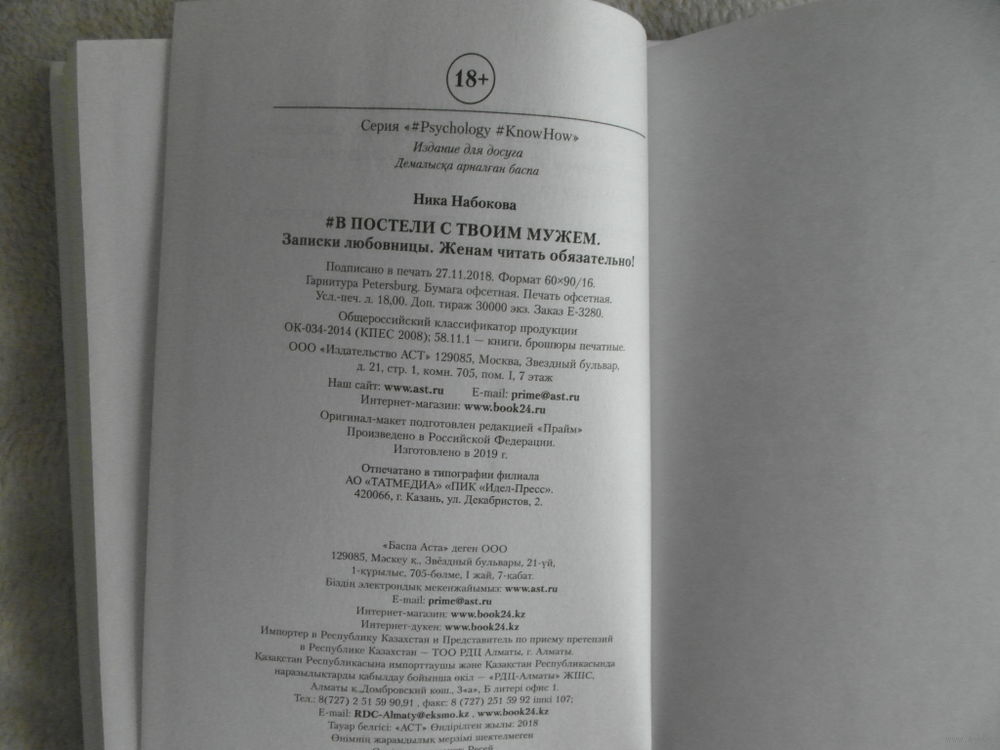 18+
Серия «#Psychology #KnowHow»
Издание для досуга
Демалысқа арналған баспа
Ника Набокова
#В ПОСТЕЛИ С ТВОИМ МУЖЕМ.
Записки любовницы. Женам читать обязательно!
Подписано в печать 27.11.2018. Формат 60×90/16.
Гарнитура Petersburg. Бумага офсетная. Печать офсетная.
Усл.-печ. л. 18,00. Доп. тираж 30000 экз. Заказ Е-3280.
Общероссийский классификатор продукции
ОК-034-2014 (КПЕС 2008); 58.11.1 — книги, брошюры печатные.
ООО «Издательство АСТ» 129085, Москва, Звездный бульвар,
д. 21, стр. 1, комн. 705, пом. I, 7 этаж
Наш сайт: www.ast.ru E-mail: prime@ast.ru
Интернет-магазин: www.book24.ru
Оригинал-макет подготовлен редакцией «Прайм»
Произведено в Российской Федерации.
Изготовлено в 2019 г.
Отпечатано в типографии филиала
АО «ТАТМЕДИА» «ПИК «Идел-Пресс».
420066, г. Казань, ул. Декабристов, 2.
«Баспа Аста» деген ООО
129085, Мәскеу қ., Звёздный бульвары, 21-үй,
1-құрылыс, 705-бөлме, I жай, 7-қабат.
Біздің электрондық мекенжайымыз: www.ast.ru
E-mail: prime@ast.ru
Интернет-магазин: www.book24.kz
Интернет-дүкен: www.book24.kz
Импортер в Республику Казахстан и Представитель по приему претензий
в Республике Казахстан — ТОО РДЦ Алматы, г. Алматы.
Қазақстан Республикасына импорттаушы және Қазақстан Республикасында
наразылықтарды қабылдау бойынша өкіл — «РДЦ-Алматы» ЖШС,
Алматы қ.,Домбровский көш., 3«а», Б литері офис 1.
Тел.: 8(727) 2 51 59 90,91 , факс: 8 (727) 251 59 92 ішкі 107;
E-mail: RDC-Almaty@eksmo.kz , www.book24.kz
Тауар белгісі: «АСТ» Өндірілген жылы: 2018
Өнімнің жарамдылық мерзімі шектелмеген